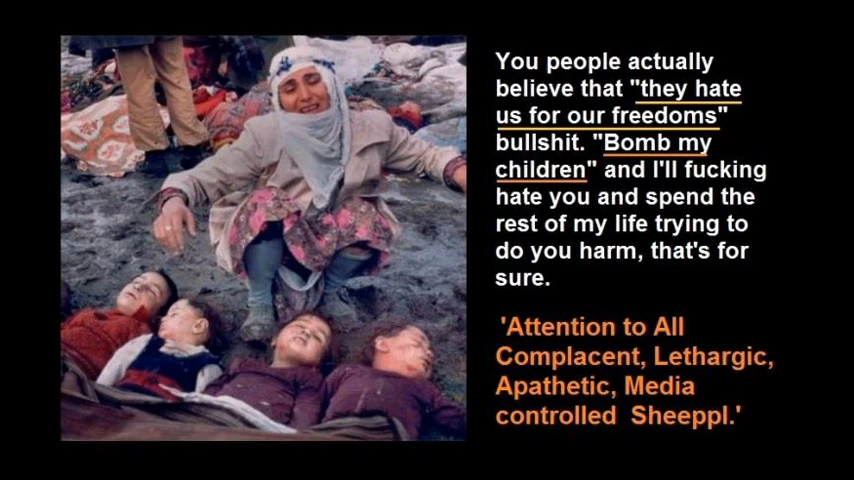 You people actually
believe that "they hate
us for our freedoms"
bullshit. "Bomb my
children" and I'll fucking
hate you and spend the
rest of my life trying to
do you harm, that's for
sure.
'Attention to All
Complacent, Lethargic,
Apathetic, Media
controlled Sheeppl.'